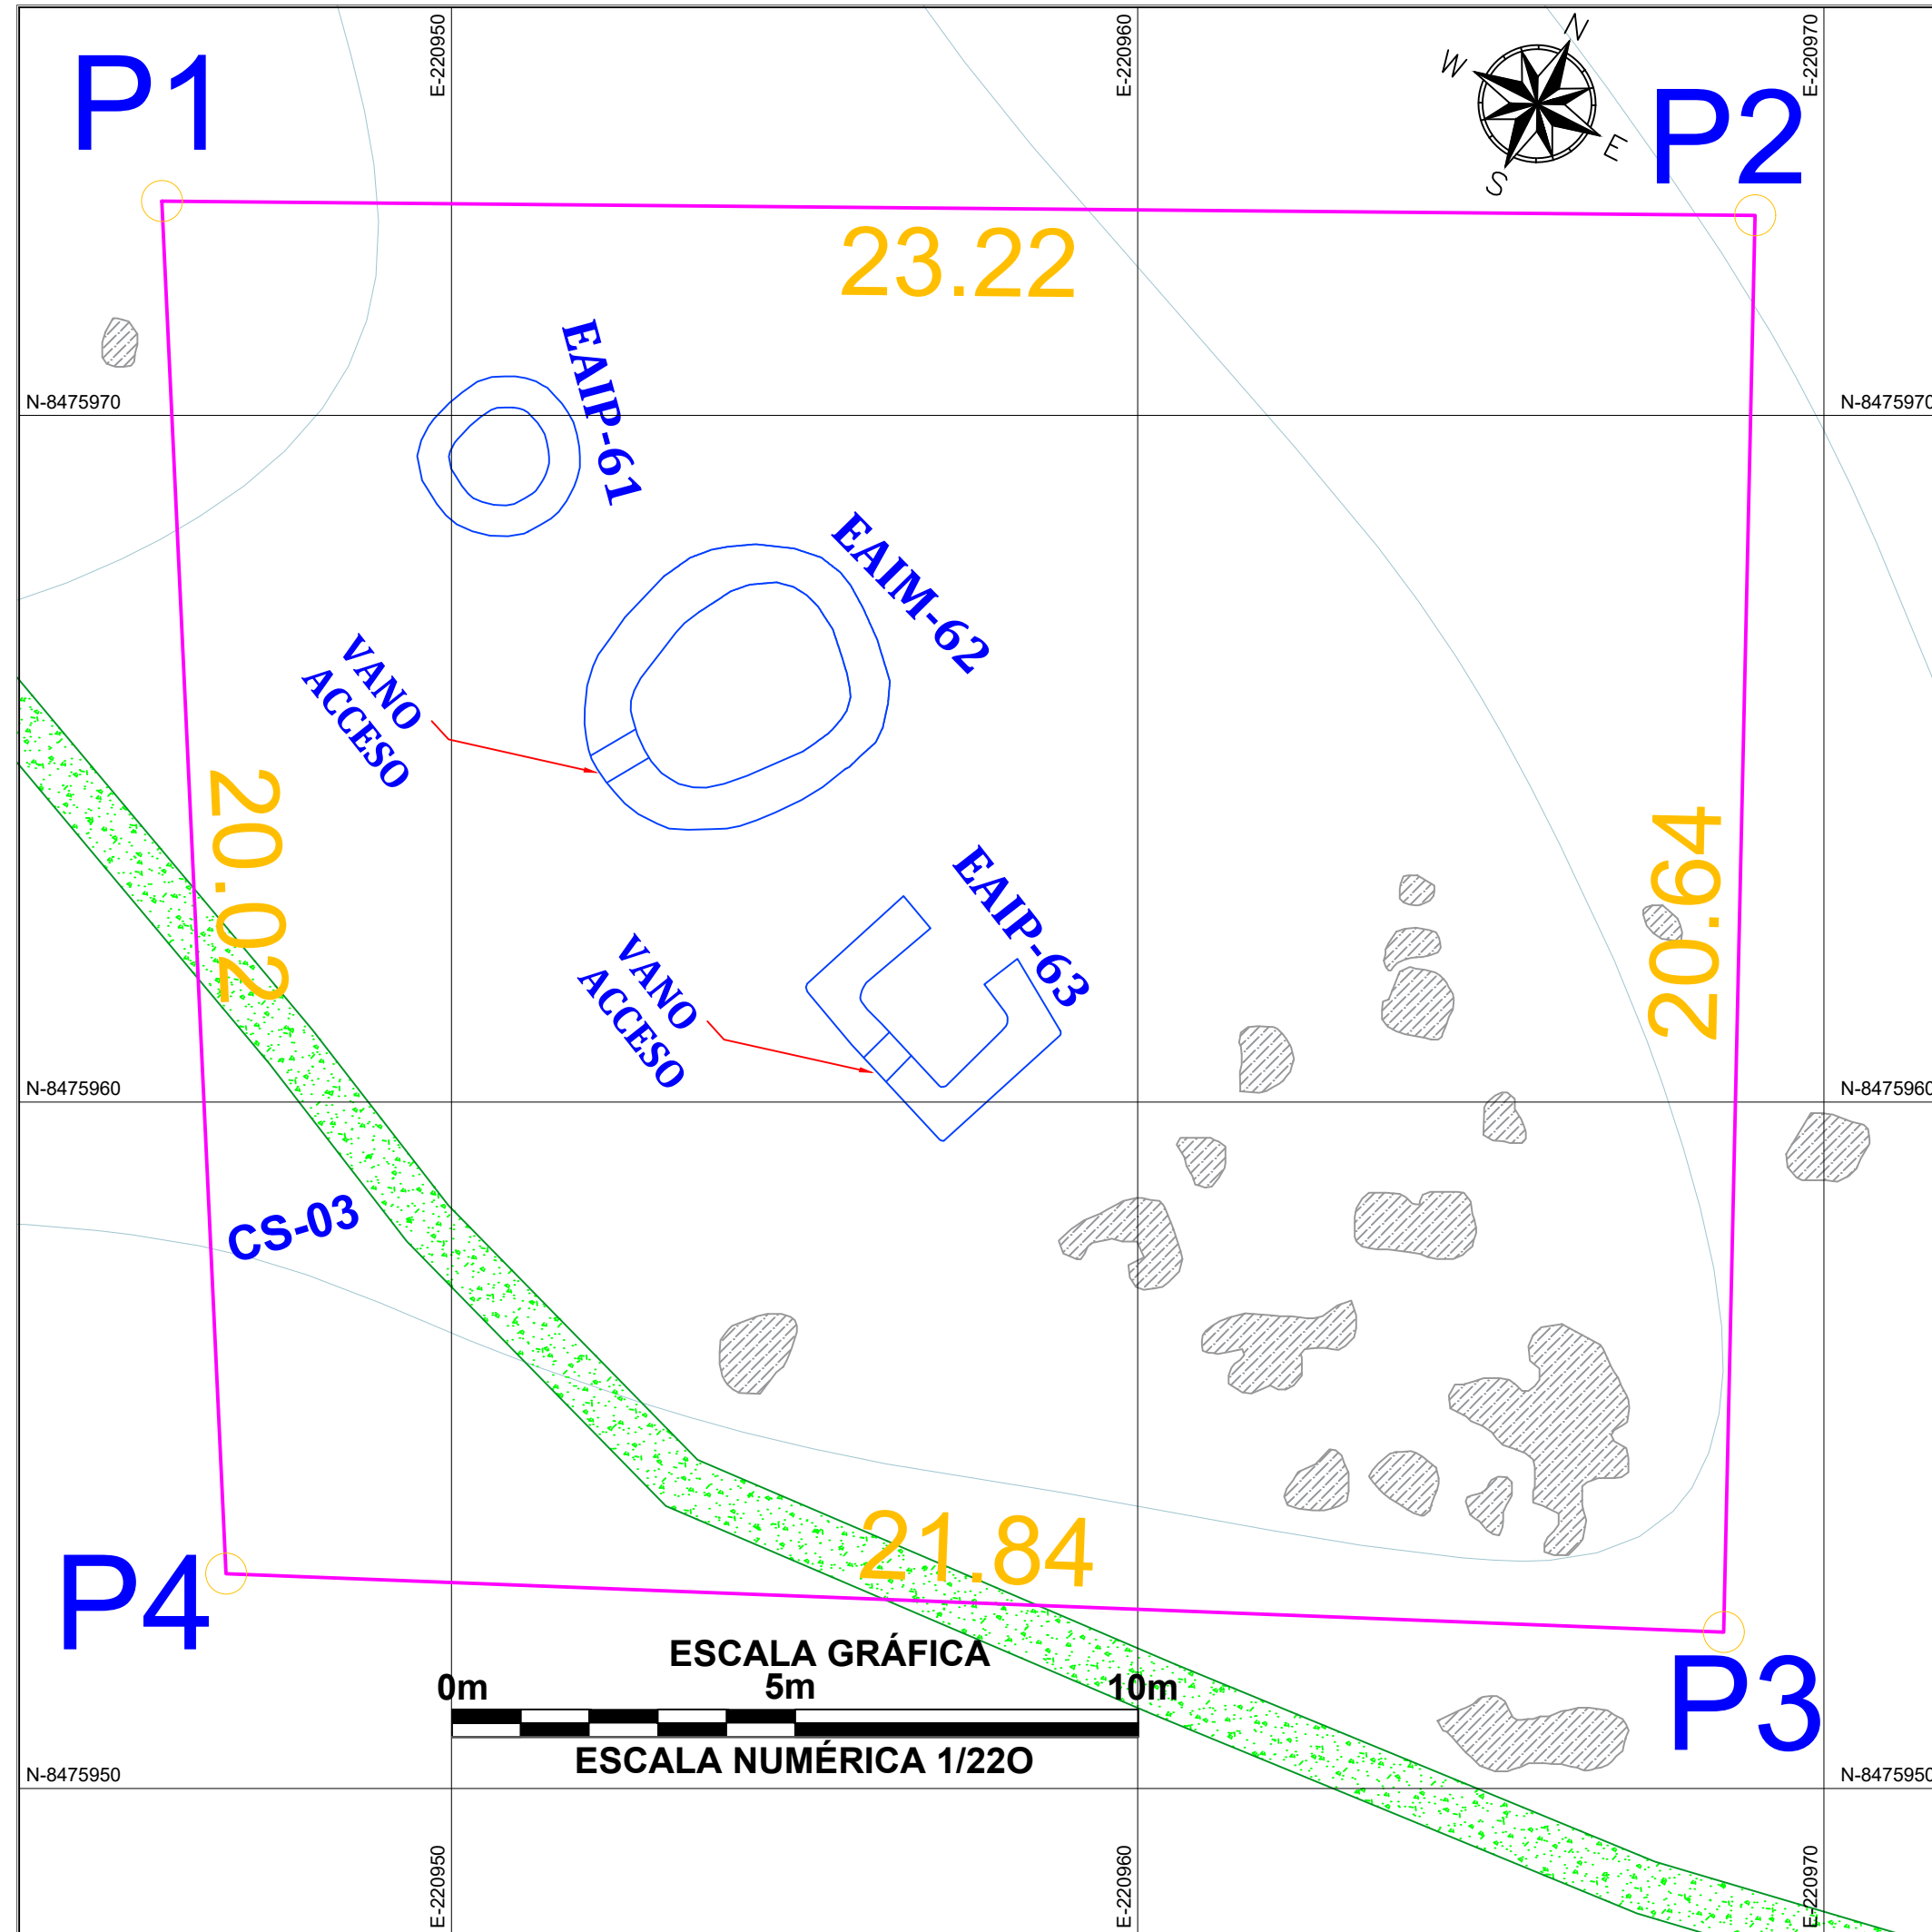 E-220950
E-220960
E-220970
P1
P2
N
W
E
S
23.22
EAIP-61
N-8475970
N-8475970
EAIM-62
VANO
ACCESO
20.02
20.64
EAIP-63
VANO
ACCESO
N-8475960
N-8475960
CS-03
21.84
P4
P3
ESCALA GRÁFICA
0m 5m 10m
ESCALA NUMÉRICA 1/22O
N-8475950
N-8475950
E-220950
E-220960
E-220970